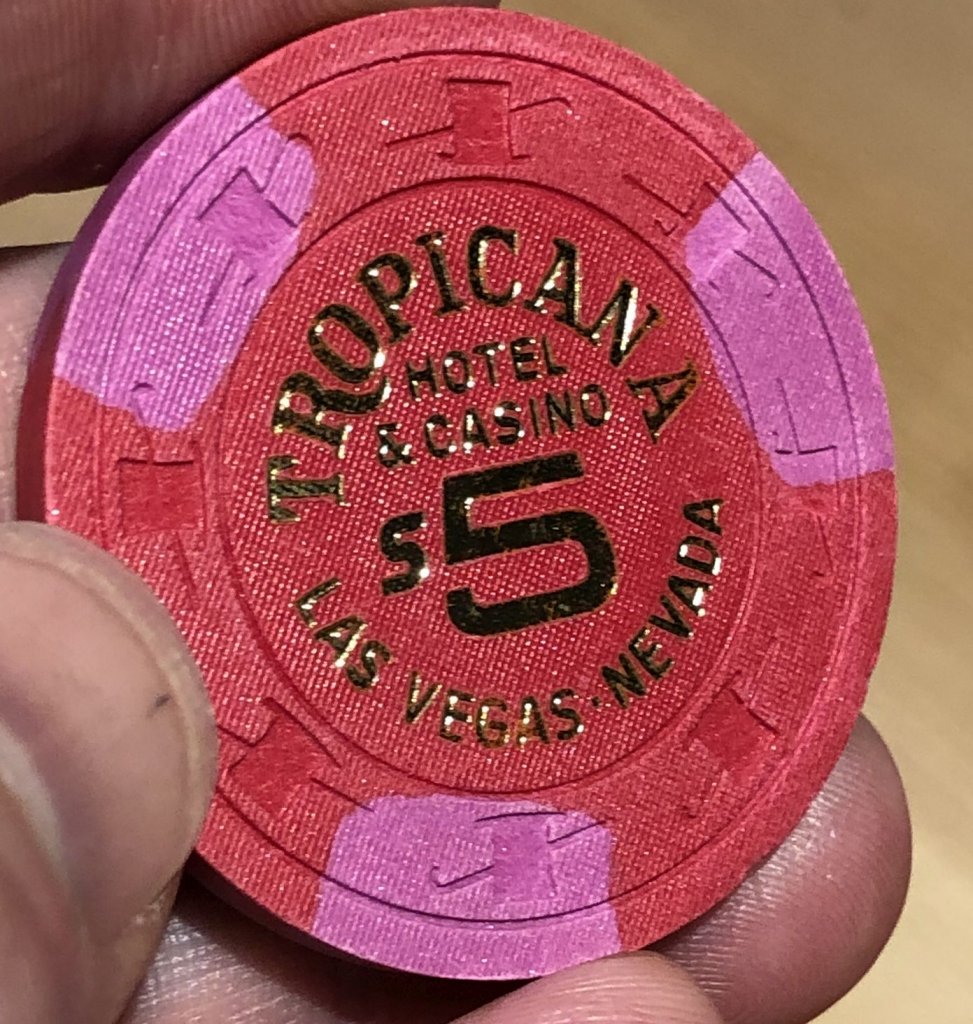 TROPICANA
HOTEL
& CASINO
$5
LAS VEGAS · NEVADA